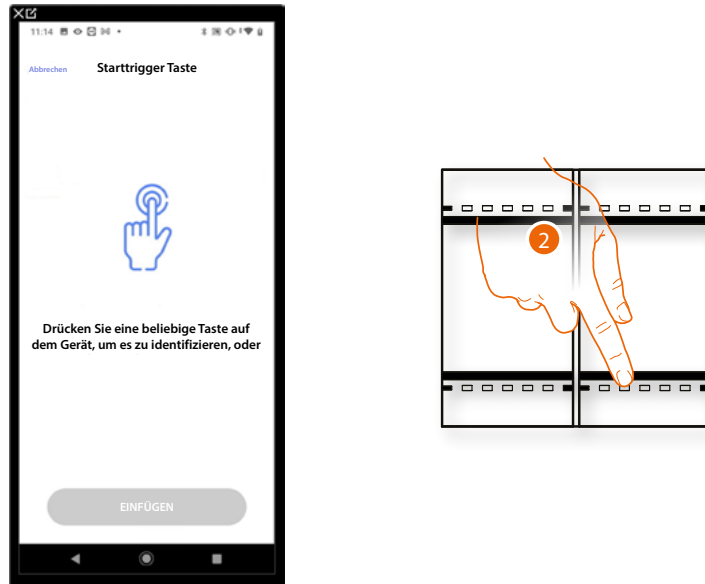 11:14
Abbrechen Starttrigger Taste
Drücken Sie eine beliebige Taste auf
dem Gerät, um es zu identifizieren, oder
EINFÜGEN
2